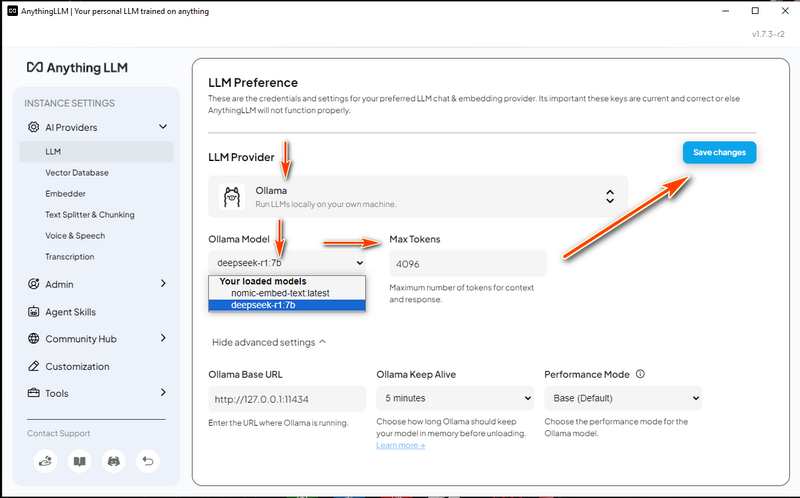 AnythingLLM | Your personal LLM trained on anything
v1.7.3-r2
Anything LLM
INSTANCE SETTINGS
AI Providers
LLM
Vector Database
Embedder
Text Splitter & Chunking
Voice & Speech
Transcription
Admin
Agent Skills
Community Hub
Customization
Tools
Contact Support
LLM Preference
These are the credentials and settings for your preferred LLM chat & embedding provider. Its important these keys are current and correct or else
AnythingLLM will not function properly.
Save changes
LLM Provider
Ollama
Run LLMs locally on your own machine.
Ollama Model
deepseek-r1:7b
Your loaded models
nomic-embed-text:latest
deepseek-r1:7b
Max Tokens
4096
Maximum number of tokens for context
and response.
Hide advanced settings
Ollama Base URL
http://127.0.0.1:11434
Enter the URL where Ollama is running.
Ollama Keep Alive
5 minutes
Choose how long Ollama should keep
your model in memory before unloading.
Learn more →
Performance Mode
Base (Default)
Choose the performance mode for the
Ollama model.